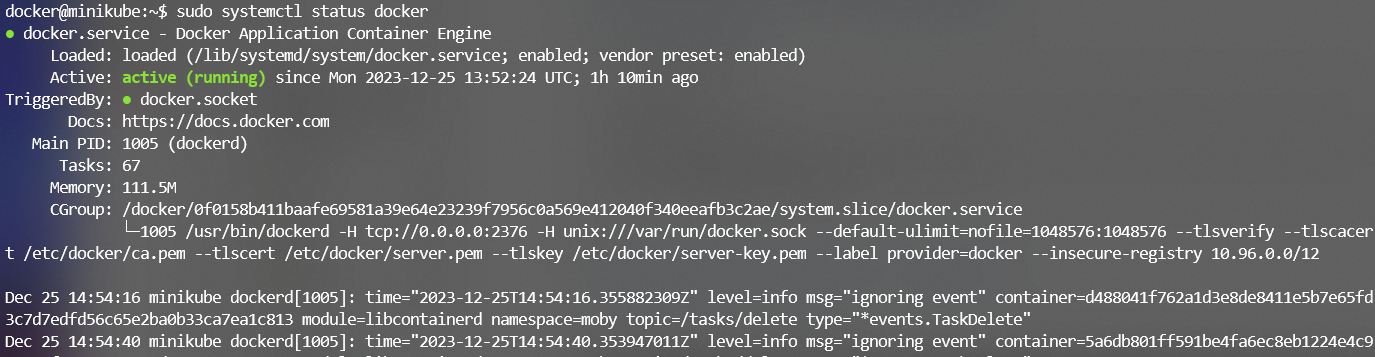 docker@minikube:~$ sudo systemctl status docker
● docker.service - Docker Application Container Engine
Loaded: loaded (/lib/systemd/system/docker.service; enabled; vendor preset: enabled)
Active: active (running) since Mon 2023-12-25 13:52:24 UTC; 1h 10min ago
TriggeredBy: ● docker.socket
Docs: https://docs.docker.com
Main PID: 1005 (dockerd)
Tasks: 67
Memory: 111.5M
CGroup: /docker/0f0158b411baafe69581a39e64e23239f7956c0a569e412040f340eeafb3c2ae/system.slice/docker.service
└─1005 /usr/bin/dockerd -H tcp://0.0.0.0:2376 -H unix:///var/run/docker.sock --default-ulimit=nofile=1048576:1048576 --tlsverify --tlscacer
t /etc/docker/ca.pem --tlscert /etc/docker/server.pem --tlskey /etc/docker/server-key.pem --label provider=docker --insecure-registry 10.96.0.0/12
Dec 25 14:54:16 minikube dockerd[1005]: time="2023-12-25T14:54:16.355882309Z" level=info msg="ignoring event" container=d488041f762a1d3e8de8411e5b7e65fd
3c7d7edfd56c65e2ba0b33ca7ea1c813 module=libcontainerd namespace=moby topic=/tasks/delete type="*events.TaskDelete"
Dec 25 14:54:40 minikube dockerd[1005]: time="2023-12-25T14:54:40.353947011Z" level=info msg="ignoring event" container=5a6db801ff591be4fa6ec8eb1224e4c9